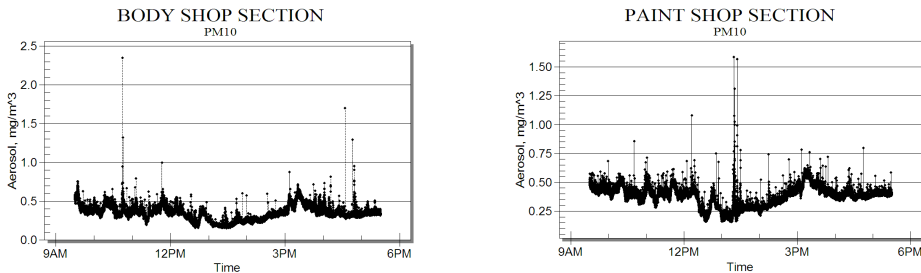 BODY SHOP SECTION
PM10
Aerosol, mg/m^3
2.5
2.0
1.5
1.0
0.5
0.0
9AM 12PM 3PM 6PM
Time
PAINT SHOP SECTION
PM10
Aerosol, mg/m^3
1.50
1.25
1.00
0.75
0.50
0.25
9AM 12PM 3PM 6PM
Time